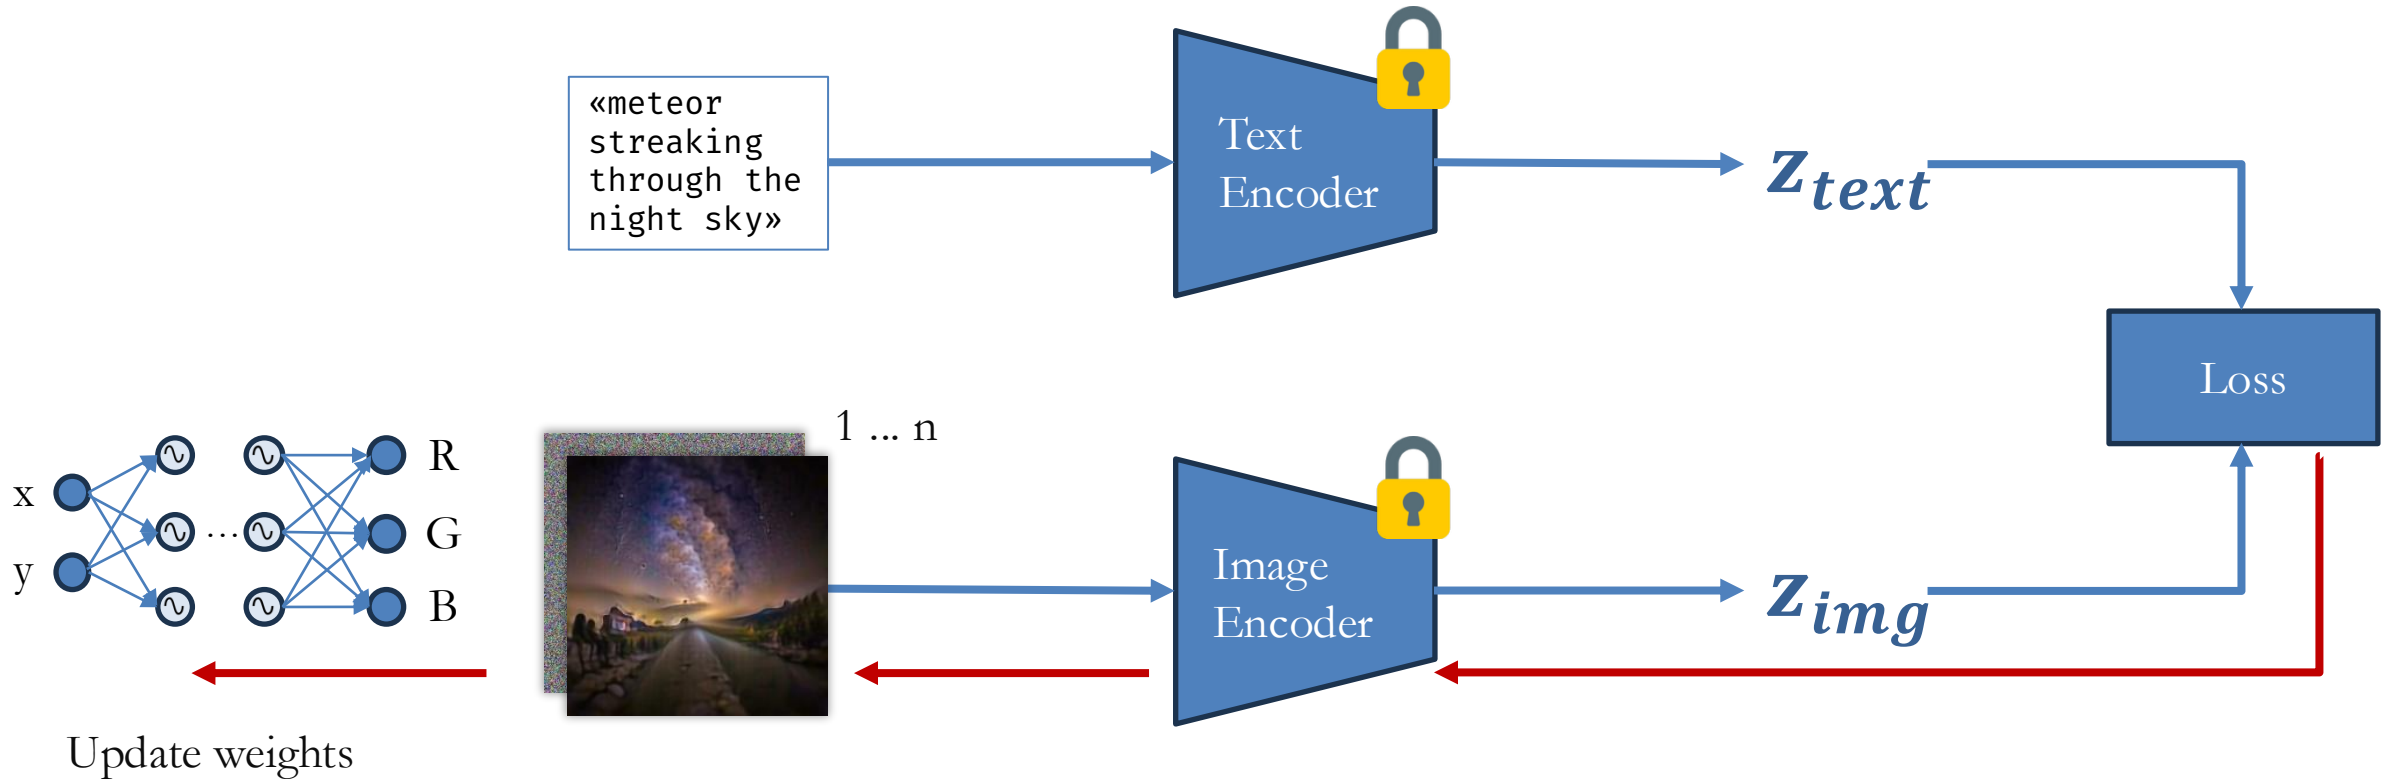 «meteor
streaking
through the
night sky»
Text
Encoder
z_text
Loss
1 ... n
x
y
...
R
G
B
Image
Encoder
z_img
Update weights